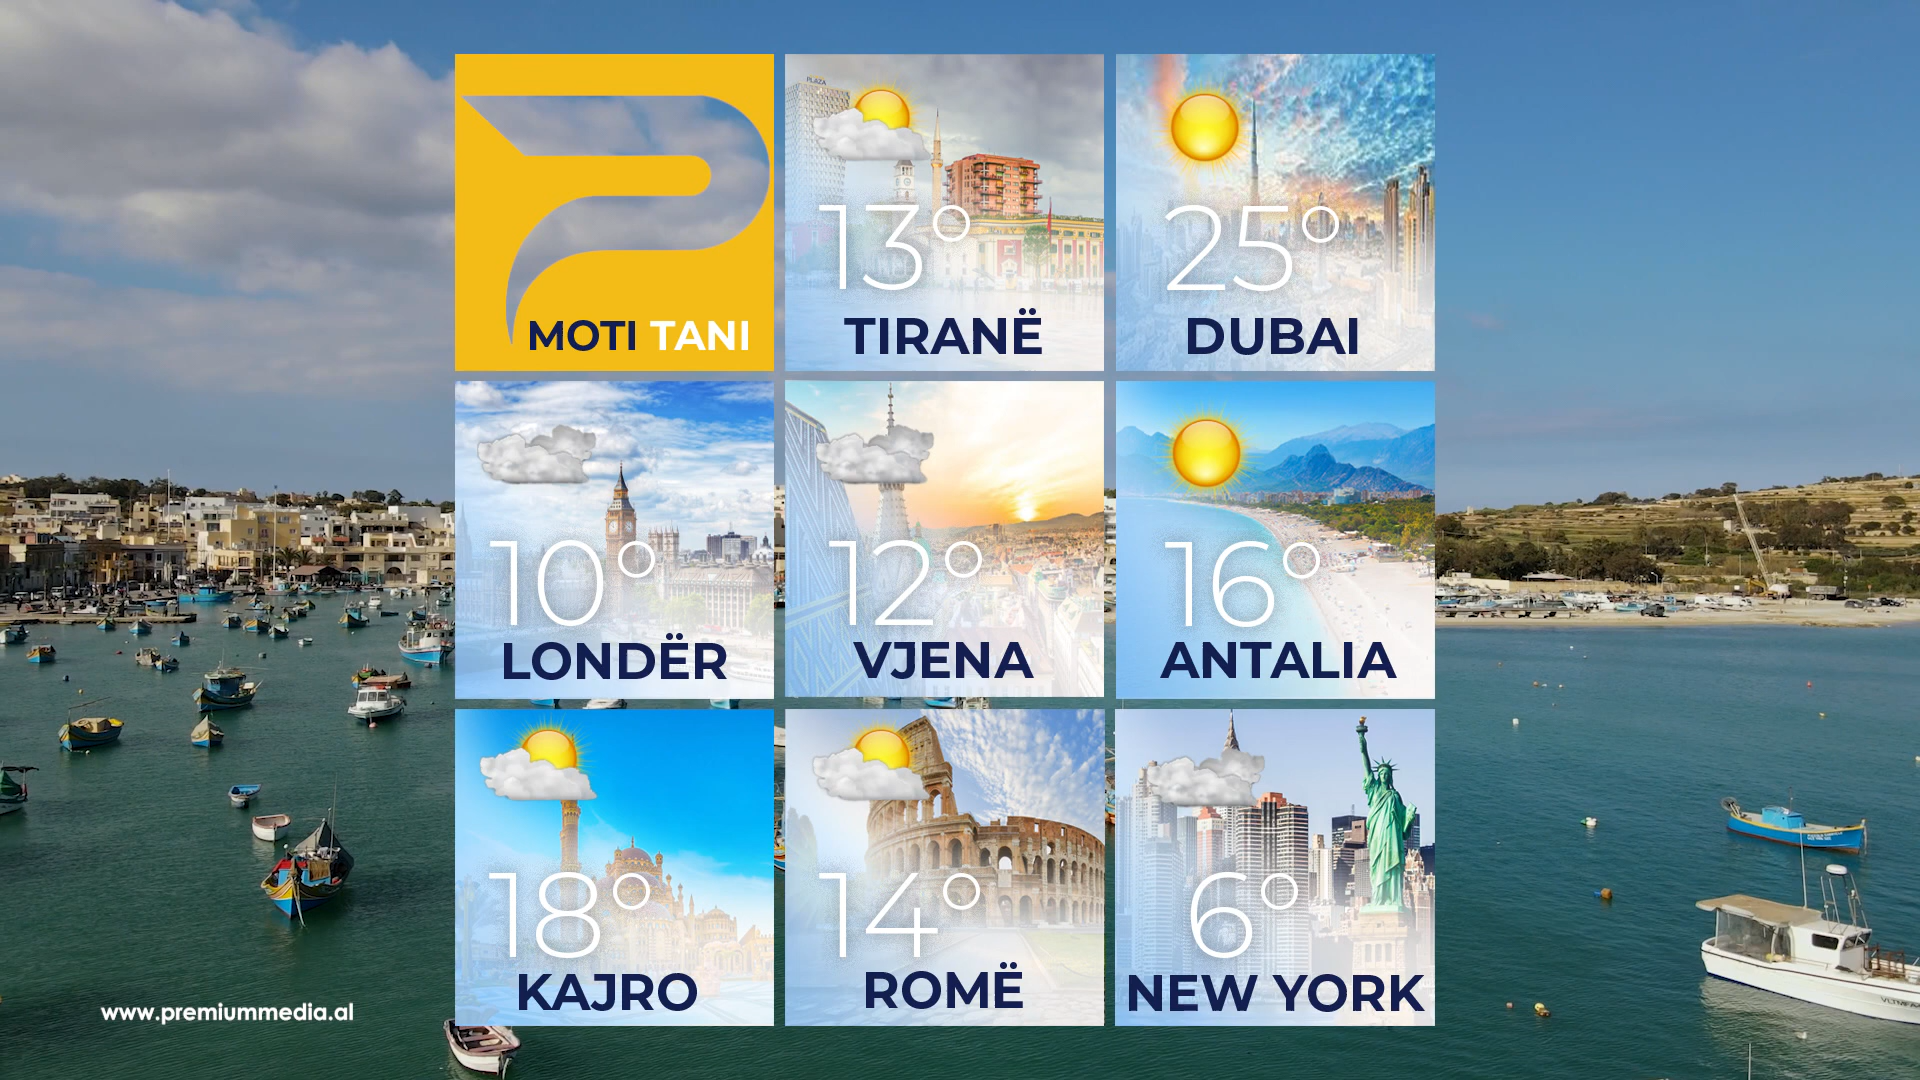 MOTI TANI
PLAZA
13°
TIRANË
25°
DUBAI
10°
LONDËR
12°
VJENA
16°
ANTALIA
18°
KAJRO
14°
ROMË
6°
NEW YORK
www.premiummedia.al